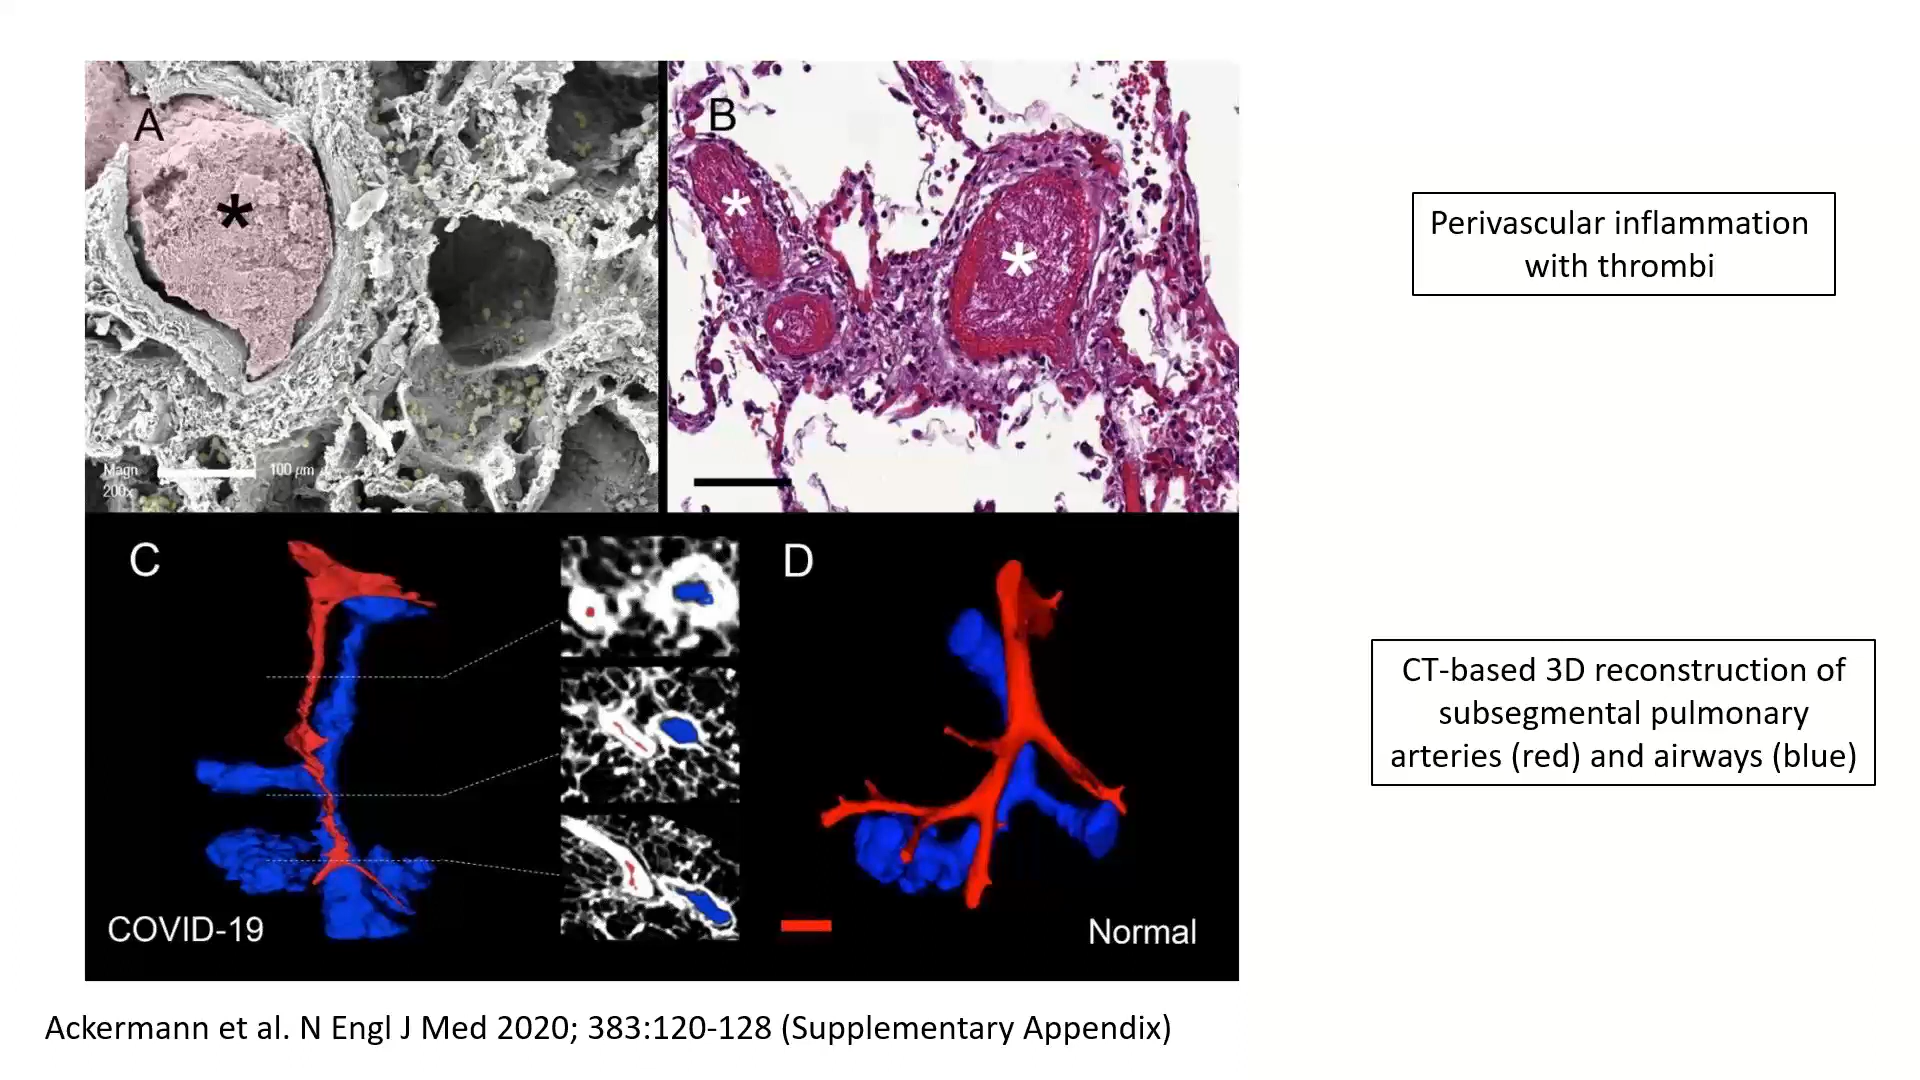 A
*
B
*
*
Magn
200x
100 µm
Perivascular inflammation
with thrombi
C
D
COVID-19
Normal
CT-based 3D reconstruction of
subsegmental pulmonary
arteries (red) and airways (blue)
Ackermann et al. N Engl J Med 2020; 383:120-128 (Supplementary Appendix)